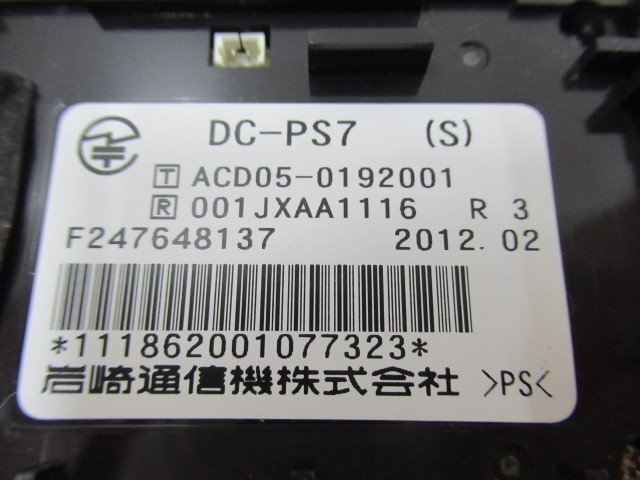 DC-PS7 (S)
T ACD05-0192001
R 001JXAA1116 R 3
F247648137 2012.02
*111862001077323*
岩崎通信機株式会社 >PS<